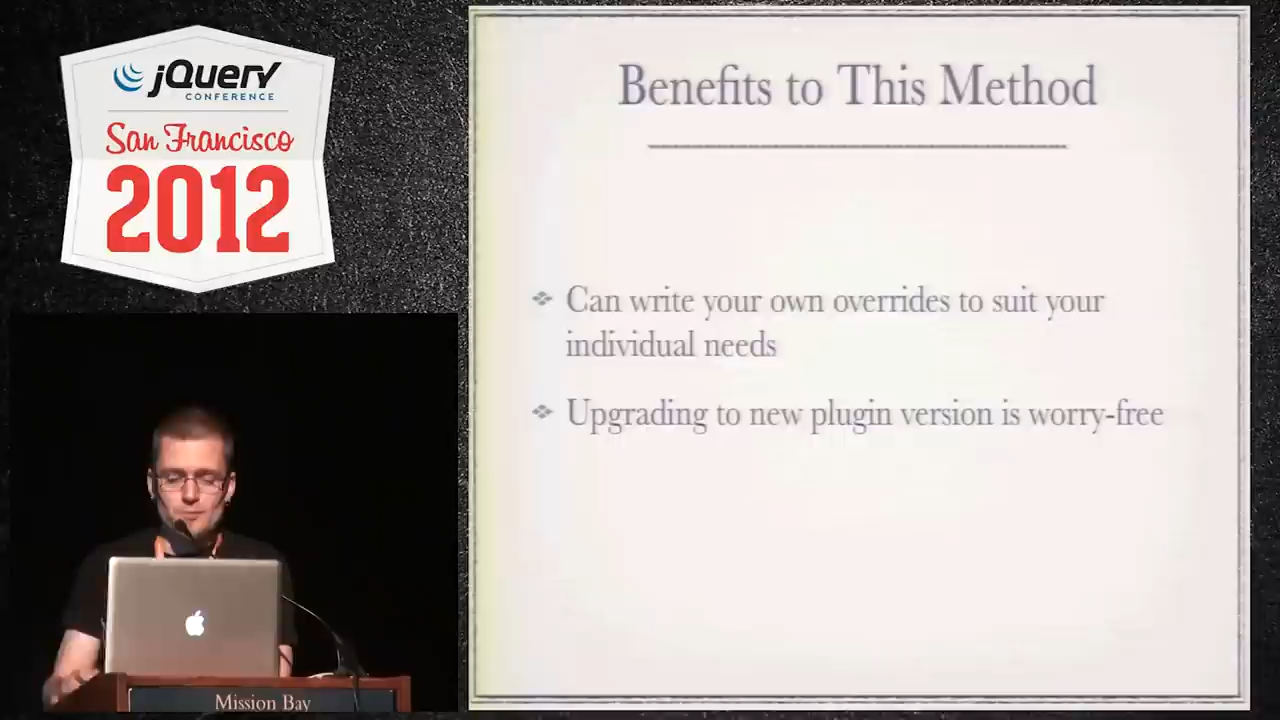 jQuery
CONFERENCE
San Francisco
2012
Mission Bay
Benefits to This Method
Can write your own overrides to suit your
individual needs
Upgrading to new plugin version is worry-free